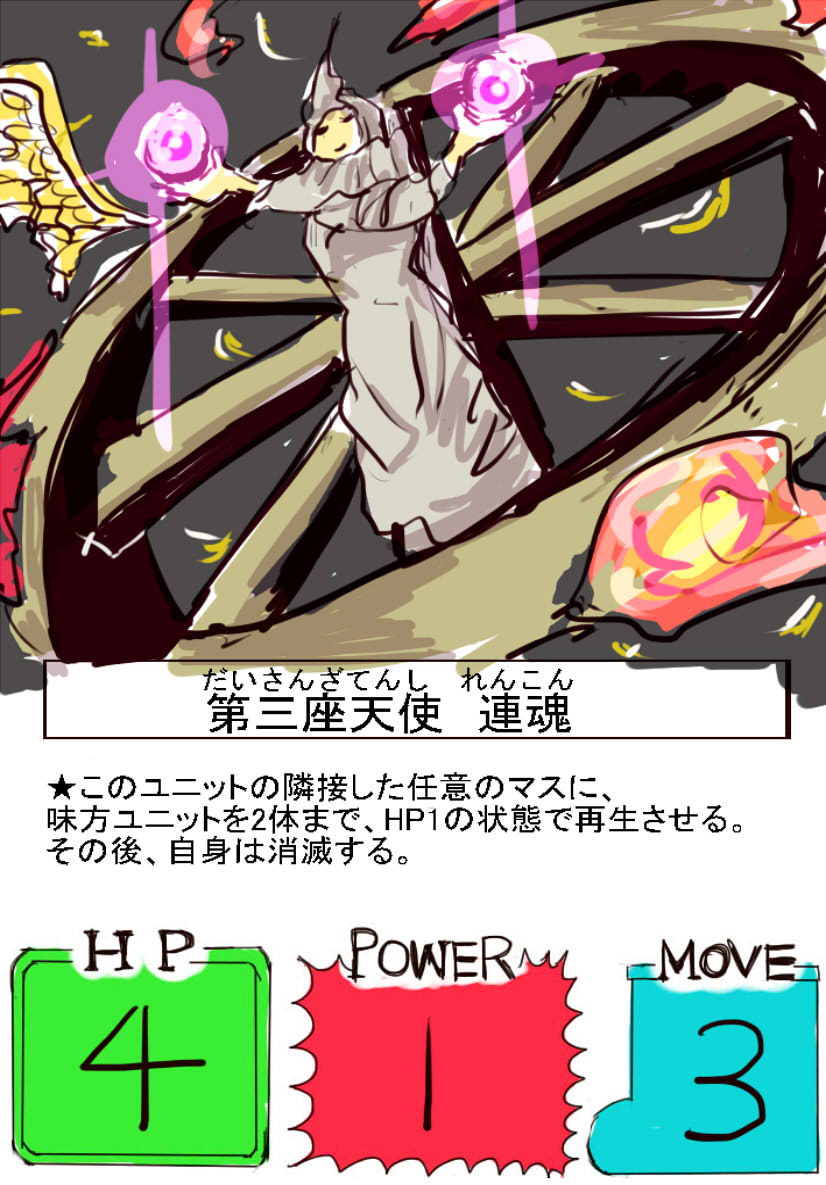 だいさんざてんし　れんこん
第三座天使　連魂
★このユニットの隣接した任意のマスに、
味方ユニットを2体まで、HP1の状態で再生させる。
その後、自身は消滅する。
HP POWER MOVE
4 1 3